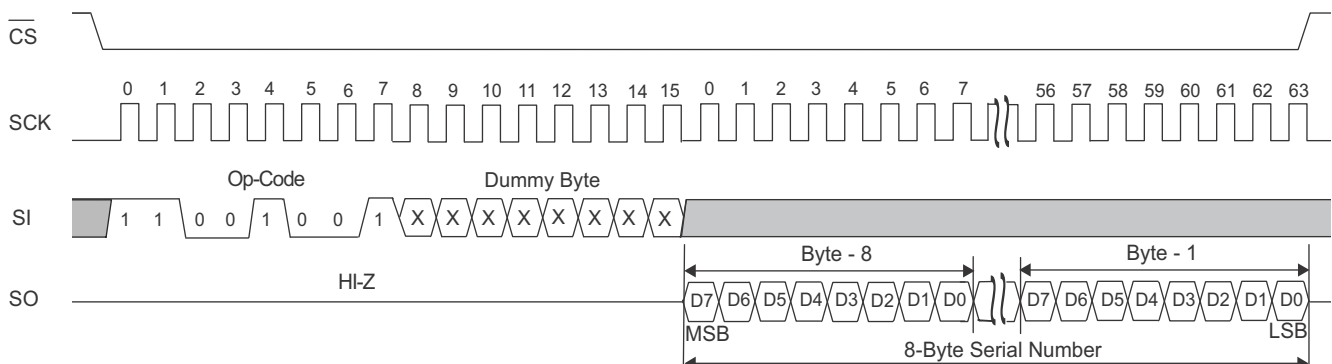 CS
0 1 2 3 4 5 6 7 8 9 10 11 12 13 14 15 0 1 2 3 4 5 6 7 56 57 58 59 60 61 62 63
SCK
Op-Code Dummy Byte
SI 1 1 0 0 1 0 0 1 X X X X X X X X
Byte - 8 Byte - 1
HI-Z
SO D7 D6 D5 D4 D3 D2 D1 D0 D7 D6 D5 D4 D3 D2 D1 D0
MSB LSB
8-Byte Serial Number